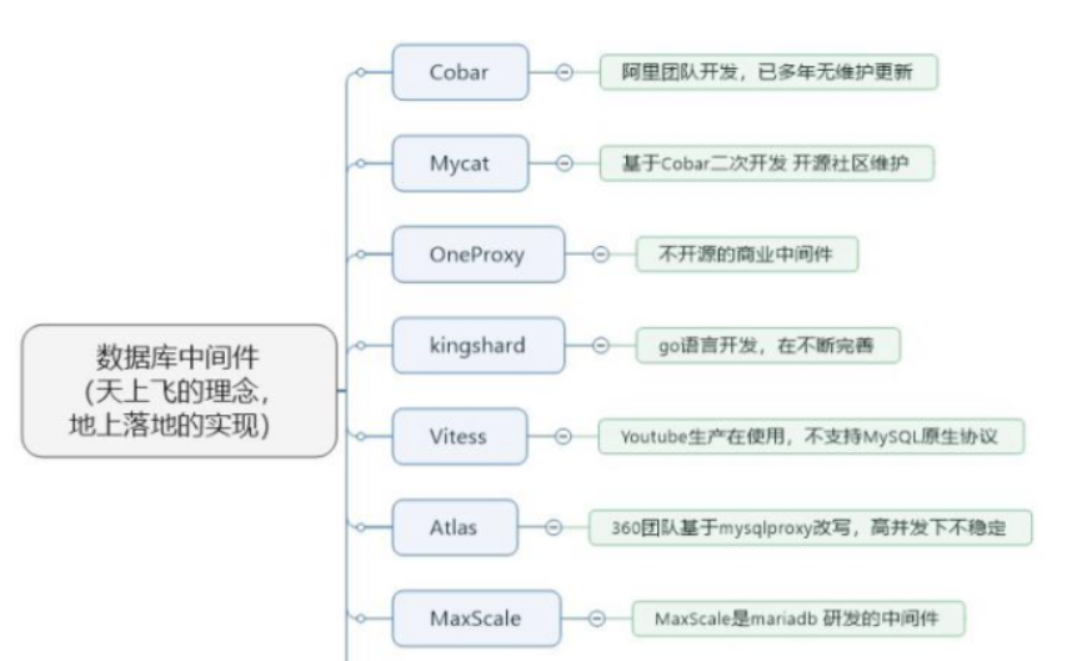 Cobar
阿里团队开发，已多年无维护更新
Mycat
基于Cobar二次开发 开源社区维护
OneProxy
不开源的商业中间件
kingshard
go语言开发，在不断完善
数据库中间件
（天上飞的理念，
地上落地的实现）
Vitess
Youtube生产在使用，不支持MySQL原生协议
Atlas
360团队基于mysqlproxy改写，高并发下不稳定
MaxScale
MaxScale是mariadb 研发的中间件